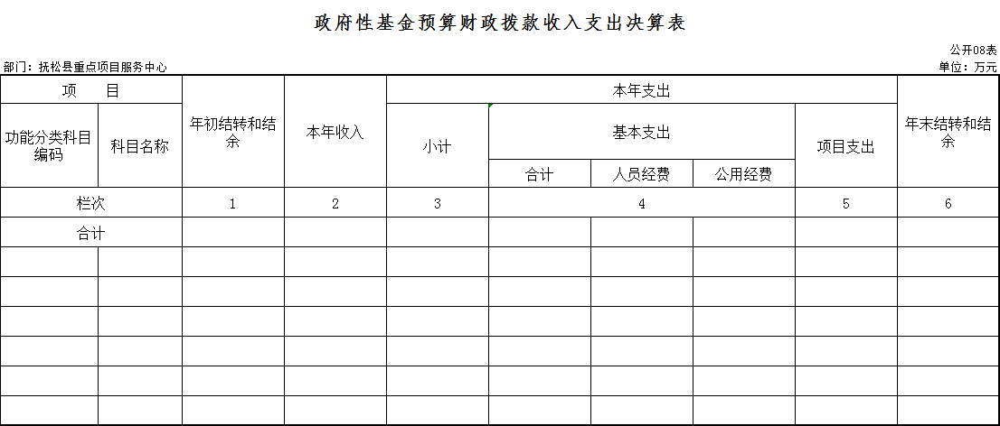 政府性基金预算财政拨款收入支出决算表
公开08表
部门：抚松县重点项目服务中心
单位：万元
项 目
年初结转和结
余
本年收入
本年支出
年末结转和结
余
功能分类科目
编码
科目名称
小计
基本支出
项目支出
合计
人员经费
公用经费
栏次
1
2
3
4
5
6
合计